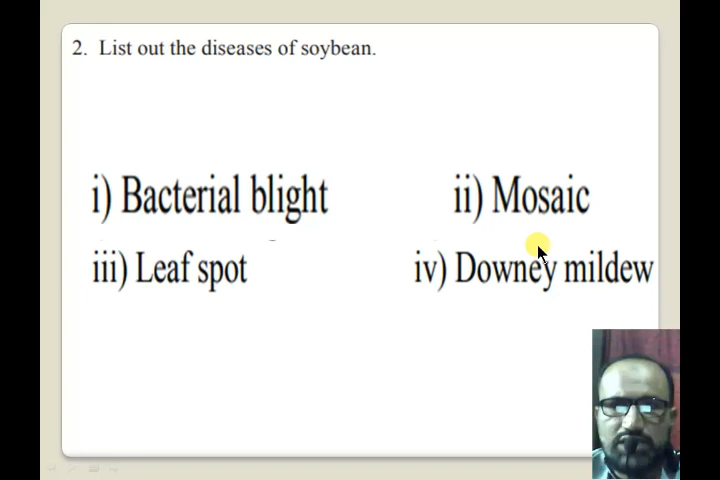 2. List out the diseases of soybean.
i) Bacterial blight ii) Mosaic
iii) Leaf spot iv) Downey mildew